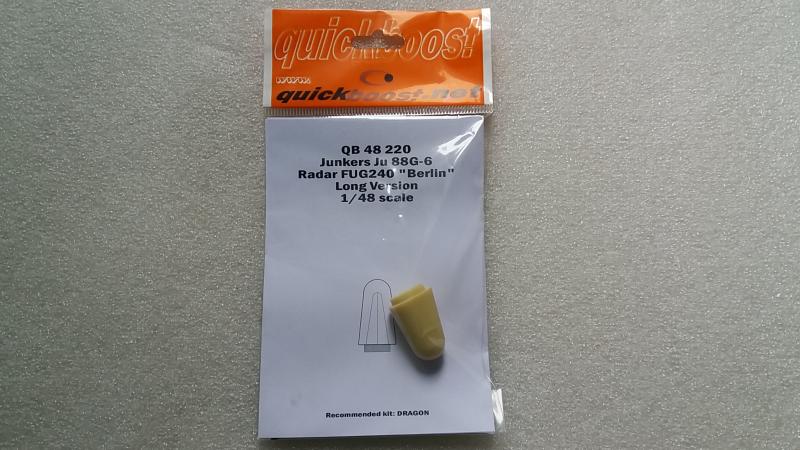 quickboost
www.
quickboost.net
QB 48 220
Junkers Ju 88G-6
Radar FUG240 "Berlin"
Long Version
1/48 scale
Recommended kit: DRAGON